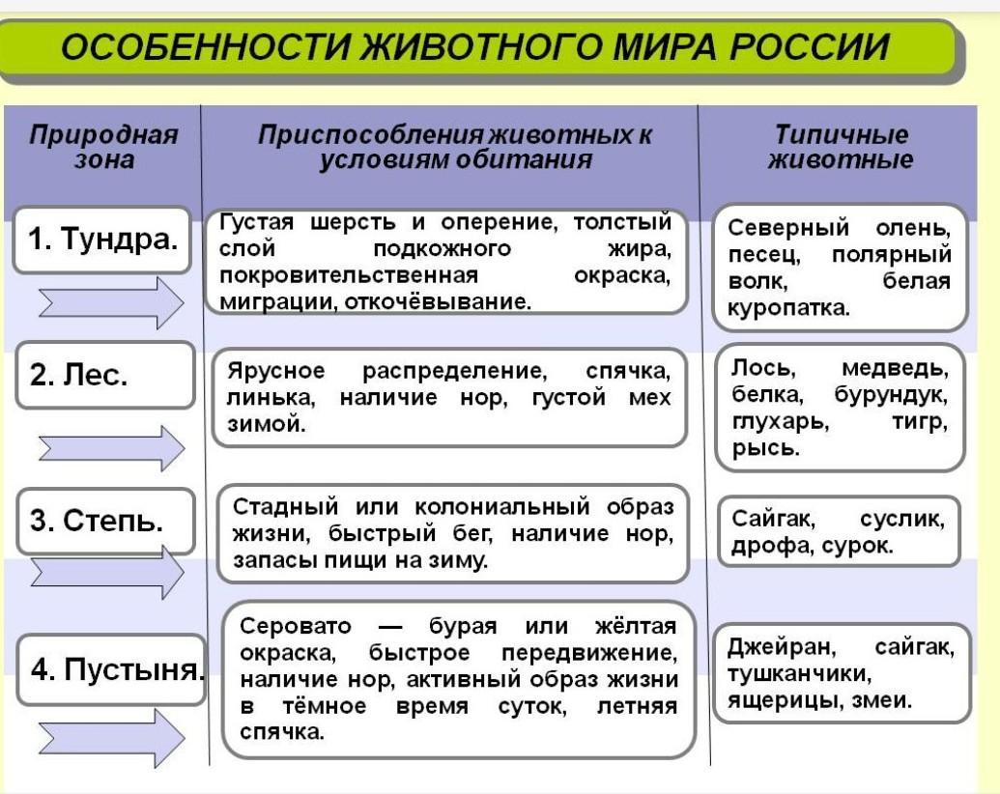 ОСОБЕННОСТИ ЖИВОТНОГО МИРА РОССИИ
Природная
зона
Приспособления животных к
условиям обитания
Типичные
животные
1. Тундра.
Густая шерсть и оперение, толстый
слой подкожного жира,
покровительственная окраска,
миграции, откочёвывание.
Северный олень,
песец, полярный
волк, белая
куропатка.
2. Лес.
Ярусное распределение, спячка,
линька, наличие нор, густой мех
зимой.
Лось, медведь,
белка, бурундук,
глухарь, тигр,
рысь.
3. Степь.
Стадный или колониальный образ
жизни, быстрый бег, наличие нор,
запасы пищи на зиму.
Сайгак, суслик,
дрофа, сурок.
4. Пустыня.
Серовато — бурая или жёлтая
окраска, быстрое передвижение,
наличие нор, активный образ жизни
в тёмное время суток, летняя
спячка.
Джейран, сайгак,
тушканчики,
ящерицы, змеи.